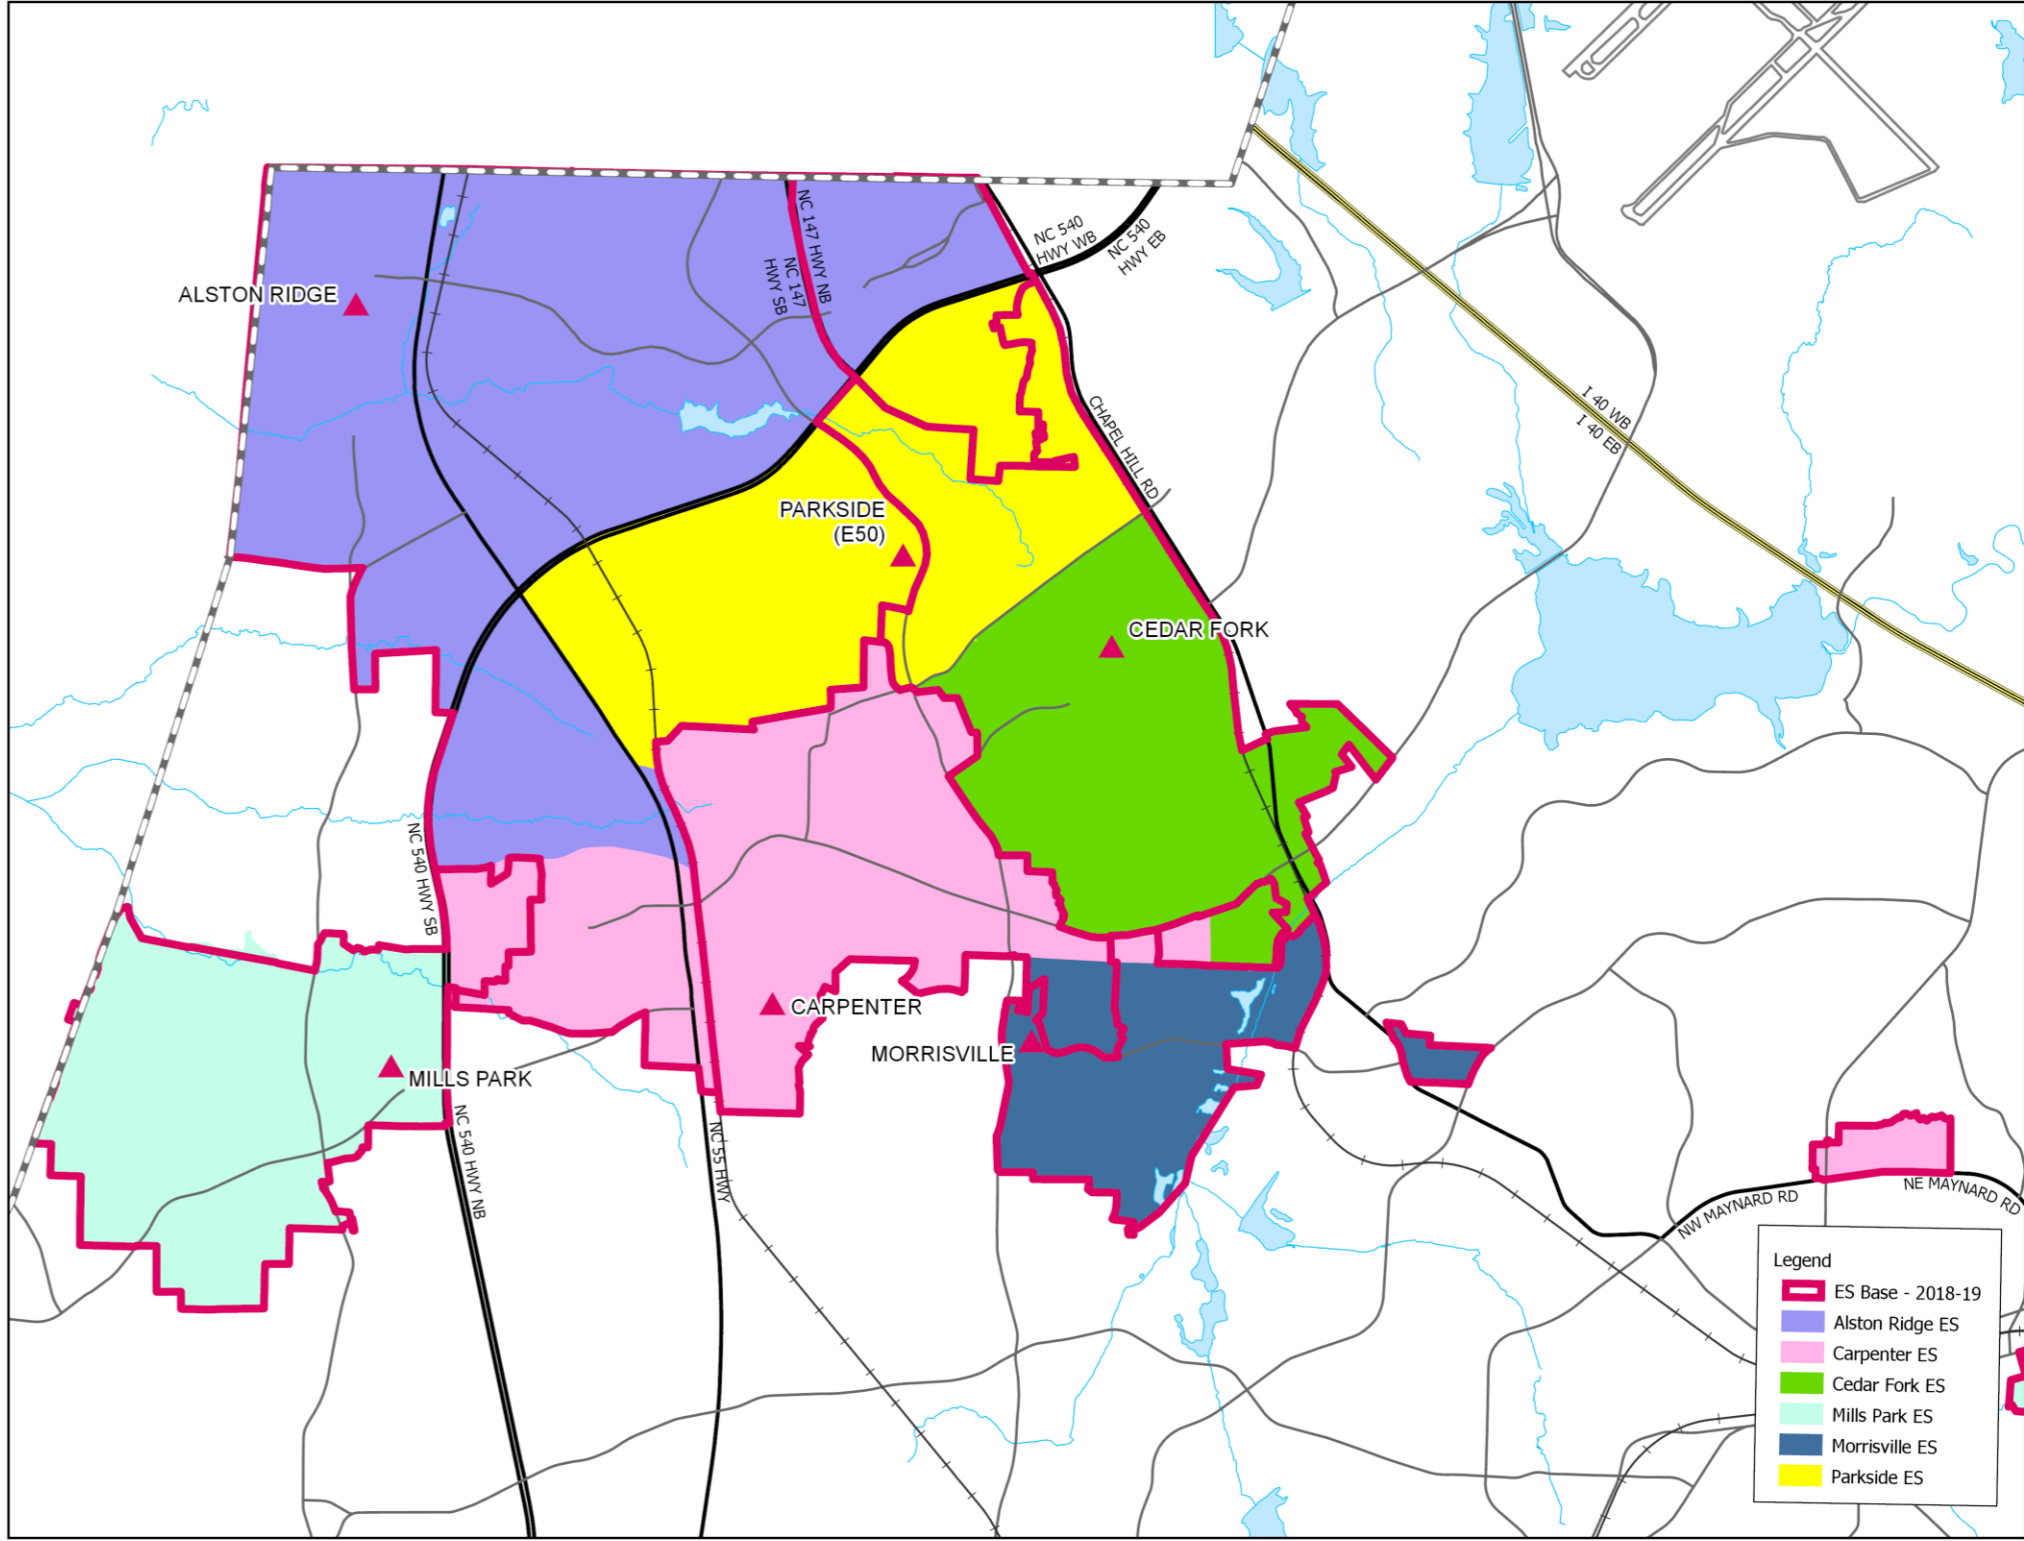 NC 540
HWY WB
NC 540
HWY EB
NC 147 HWY NB
NC 147
HWY SB
ALSTON RIDGE
I 40 WB
I 40 EB
CHAPEL HILL RD
PARKSIDE
(E50)
CEDAR FORK
NC 540 HWY SB
CARPENTER
MORRISVILLE
MILLS PARK
NC 540 HWY NB
NC 55 HWY
NW MAYNARD RD
NE MAYNARD RD
Legend
ES Base - 2018-19
Alston Ridge ES
Carpenter ES
Cedar Fork ES
Mills Park ES
Morrisville ES
Parkside ES